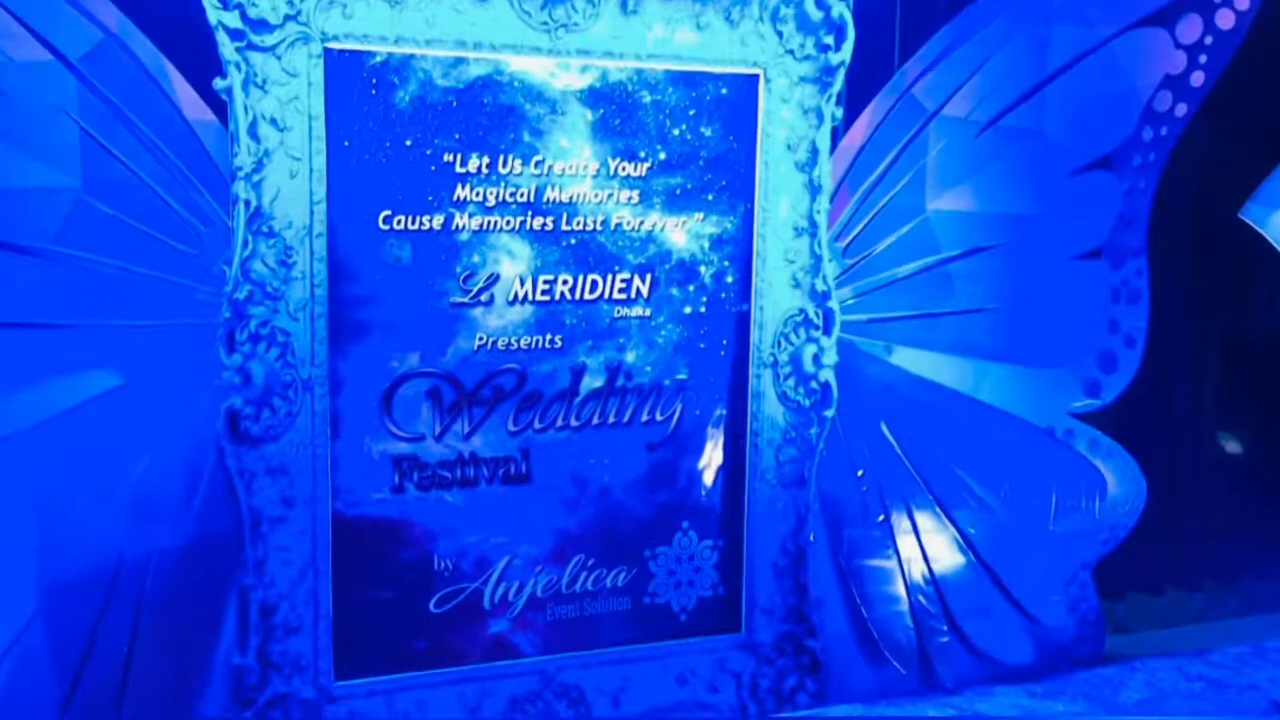 “Let Us Create Your
Magical Memories
Cause Memories Last Forever”
Le MERIDIEN
Dhaka
Presents
Wedding
Festival
by Anjelica
Event Solution